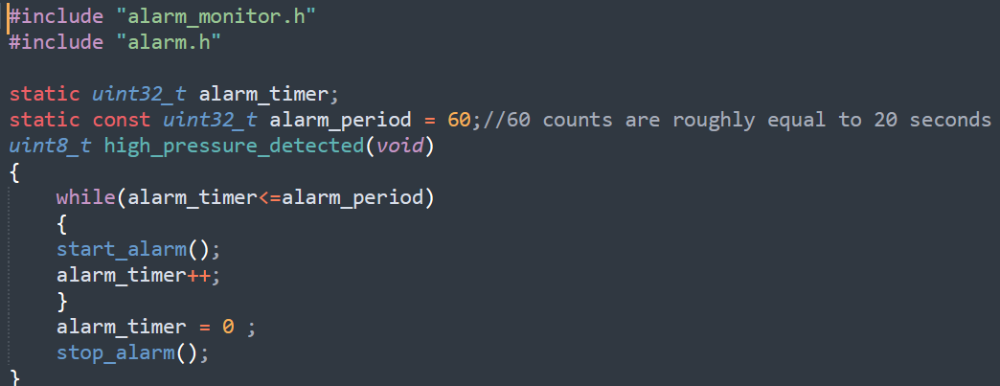 #include "alarm_monitor.h"
#include "alarm.h"

static uint32_t alarm_timer;
static const uint32_t alarm_period = 60;//60 counts are roughly equal to 20 seconds
uint8_t high_pressure_detected(void)
{
    while(alarm_timer<=alarm_period)
    {
    start_alarm();
    alarm_timer++;
    }
    alarm_timer = 0 ;
    stop_alarm();
}